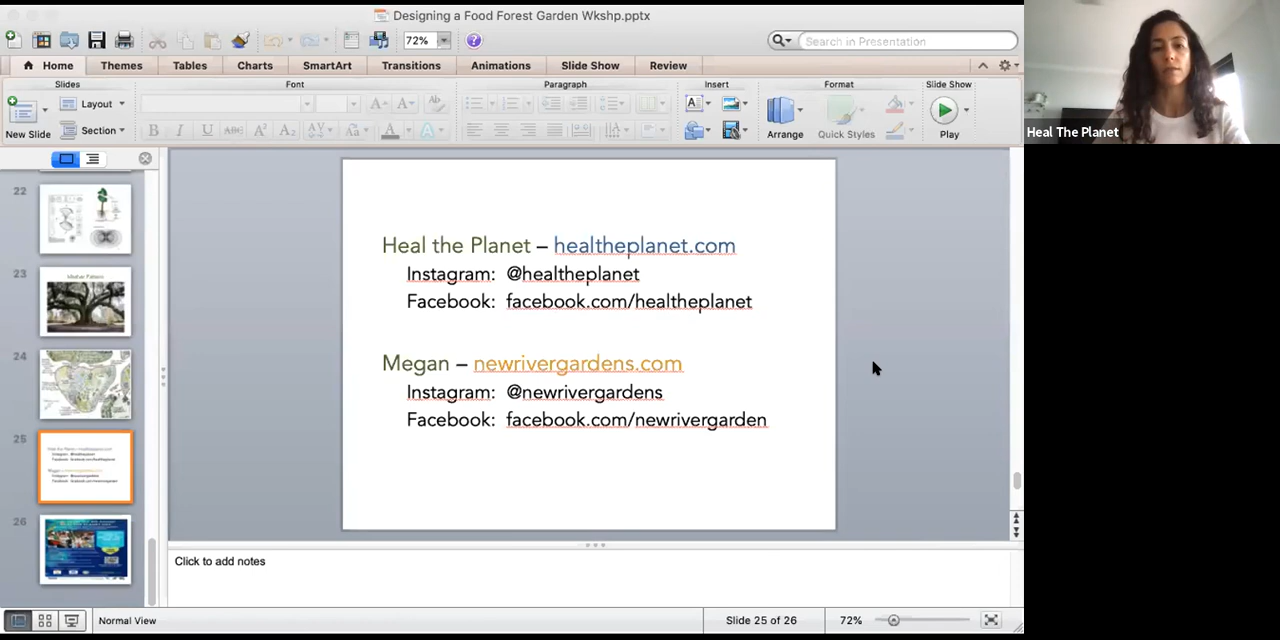 Designing a Food Forest Garden Wkshp.pptx
72%
Search in Presentation
Home Themes Tables Charts SmartArt Transitions Animations Slide Show Review
Slides Font Paragraph Insert Format Slide Show
New Slide
Layout
Section
Arrange
Quick Styles
Play
Heal The Planet
22
23
24
25
26
Heal the Planet – healtheplanet.com
Instagram: @healtheplanet
Facebook: facebook.com/healtheplanet
Megan – newrivergardens.com
Instagram: @newrivergardens
Facebook: facebook.com/newrivergarden
Click to add notes
Normal View
Slide 25 of 26
72%